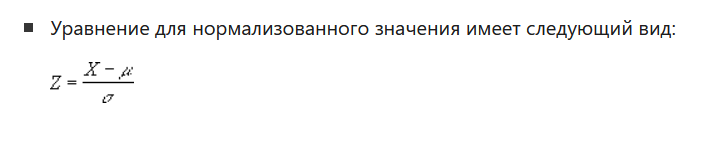 ▪ Уравнение для нормализованного значения имеет следующий вид:
Z = (X − μ) / σ